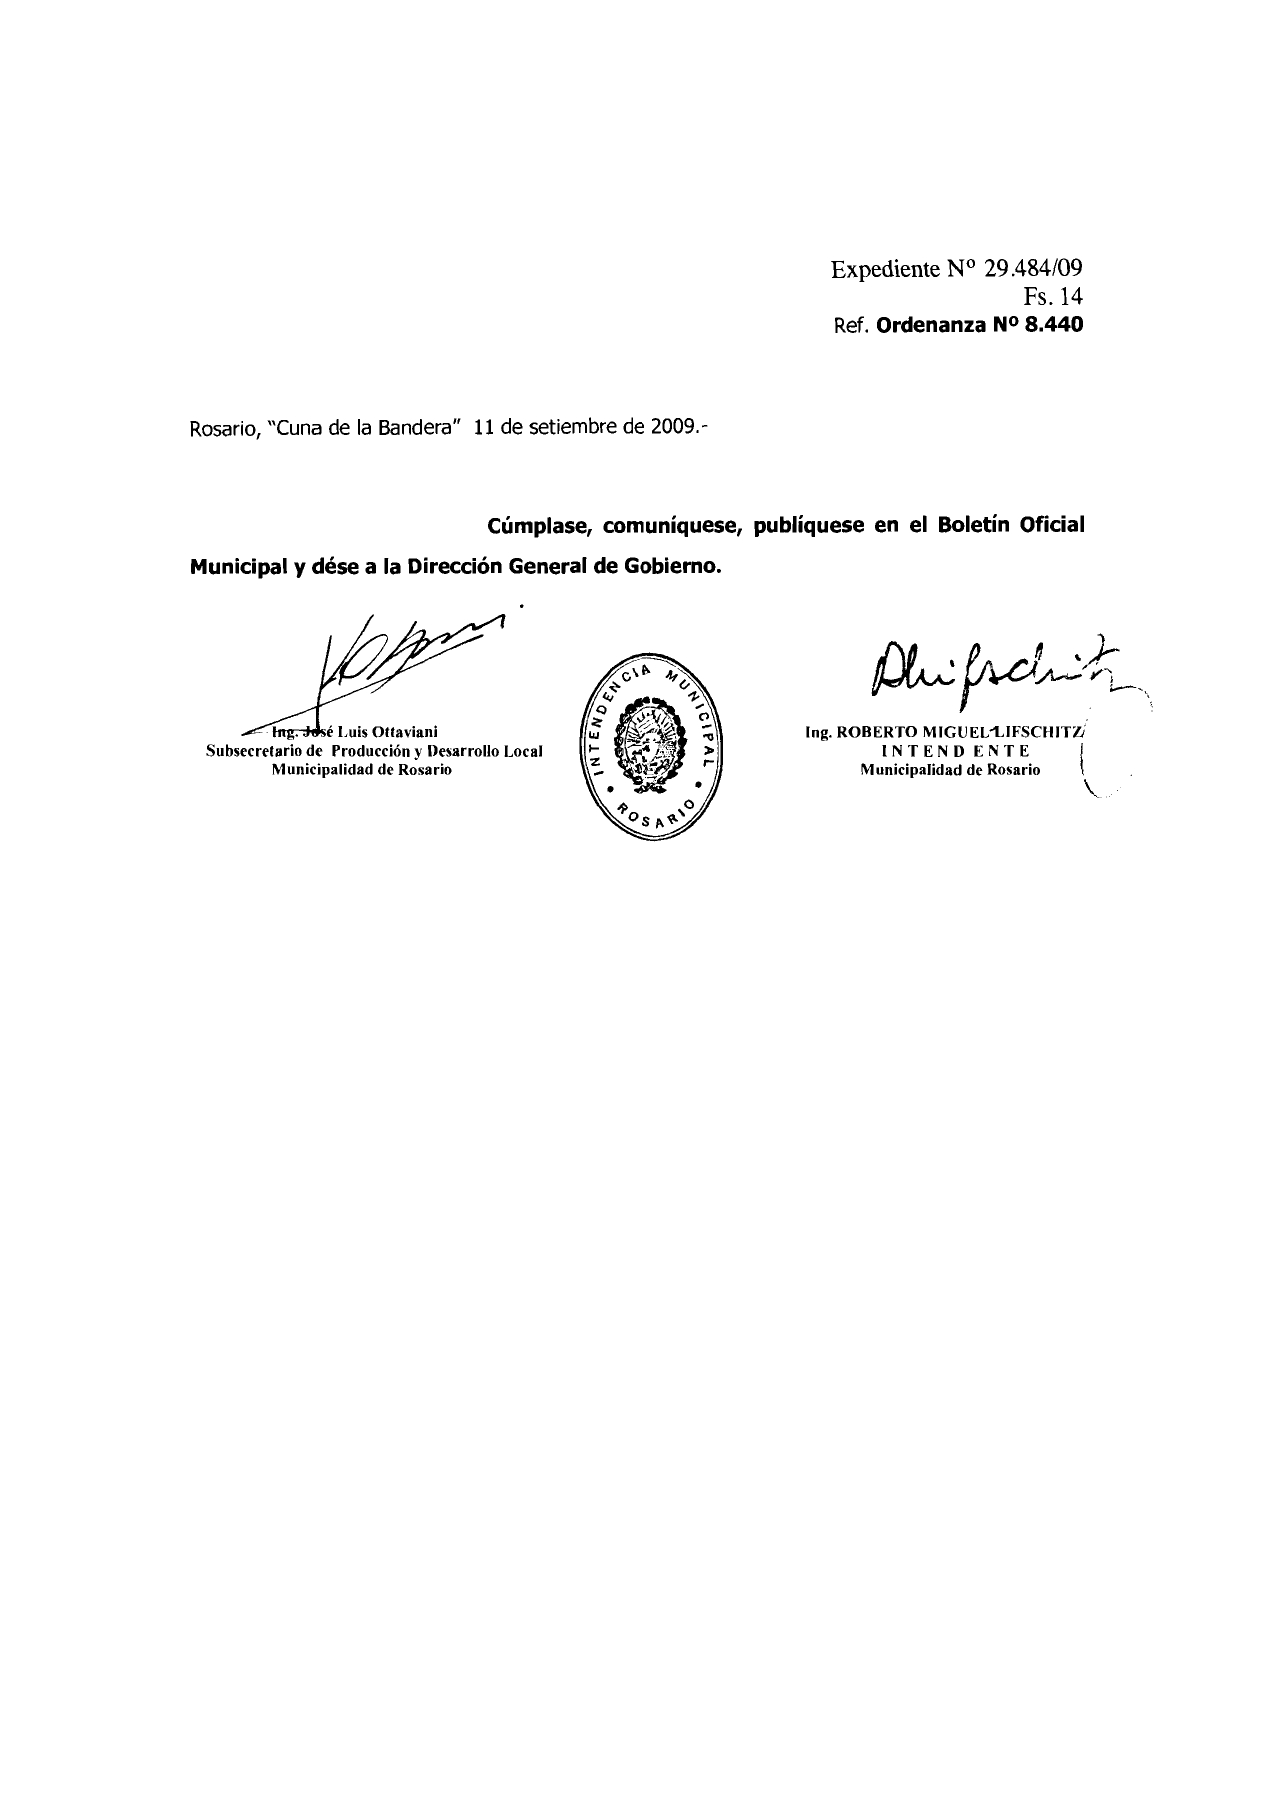 Expediente Nº 29.484/09
Fs. 14
Ref. Ordenanza Nº 8.440
Rosario, “Cuna de la Bandera” 11 de setiembre de 2009.-
Cúmplase, comuníquese, publíquese en el Boletín Oficial
Municipal y dése a la Dirección General de Gobierno.
Ing. José Luis Ottaviani
Subsecretario de Producción y Desarrollo Local
Municipalidad de Rosario
INTENDENCIA MUNICIPAL
• ROSARIO •
Ing. ROBERTO MIGUEL LIFSCHITZ
INTENDENTE
Municipalidad de Rosario